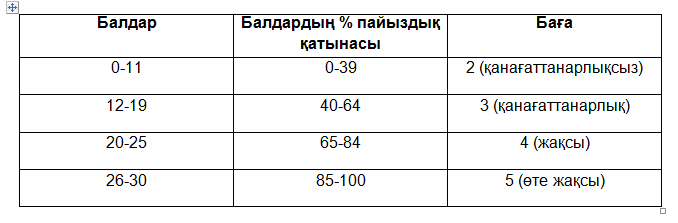 Балдар Балдардың % пайыздық қатынасы Баға
0-11 0-39 2 (қанағаттанарлықсыз)
12-19 40-64 3 (қанағаттанарлық)
20-25 65-84 4 (жақсы)
26-30 85-100 5 (өте жақсы)